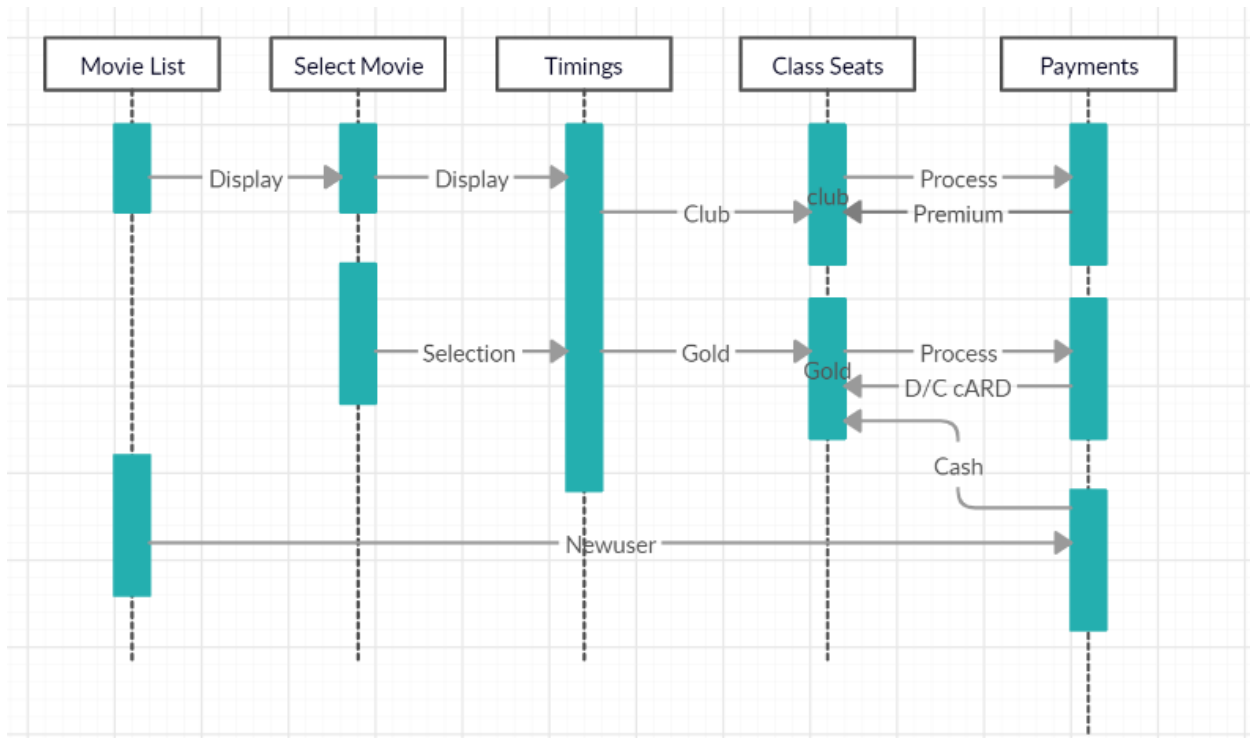 Movie List
Select Movie
Timings
Class Seats
Payments
Display
Display
Process
club
Club
Premium
Selection
Gold
Process
Gold
D/C cARD
Cash
Newuser